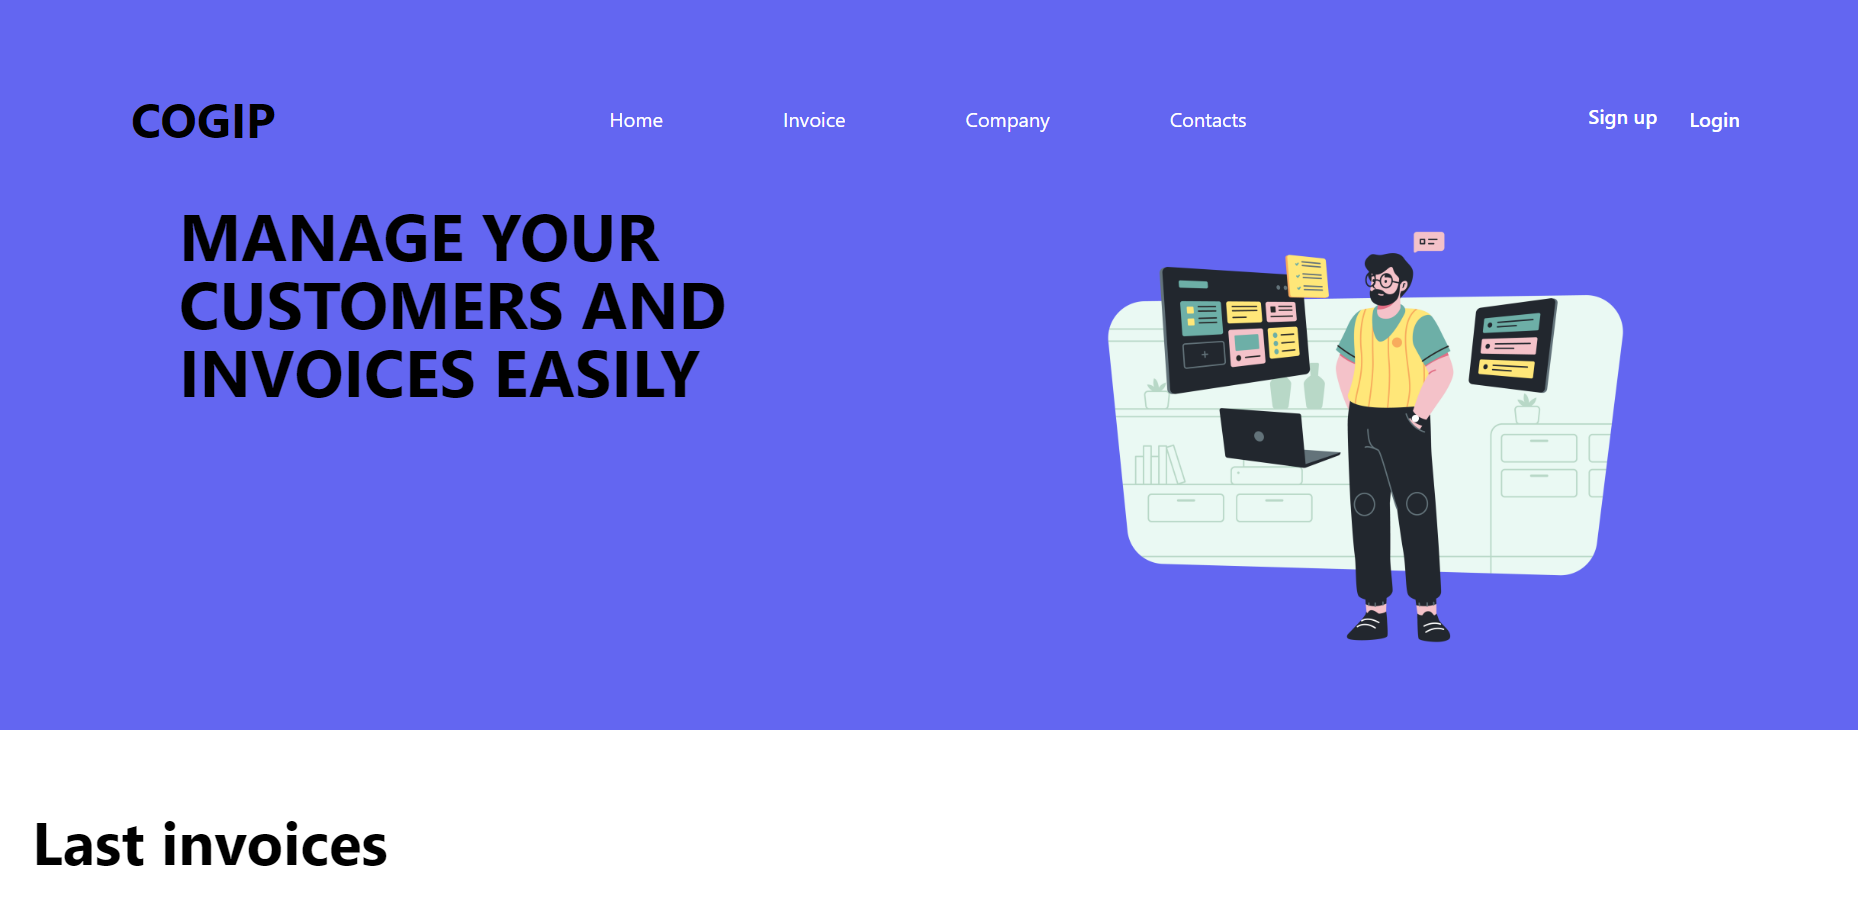 COGIP
Home Invoice Company Contacts
Sign up Login
MANAGE YOUR
CUSTOMERS AND
INVOICES EASILY
Last invoices